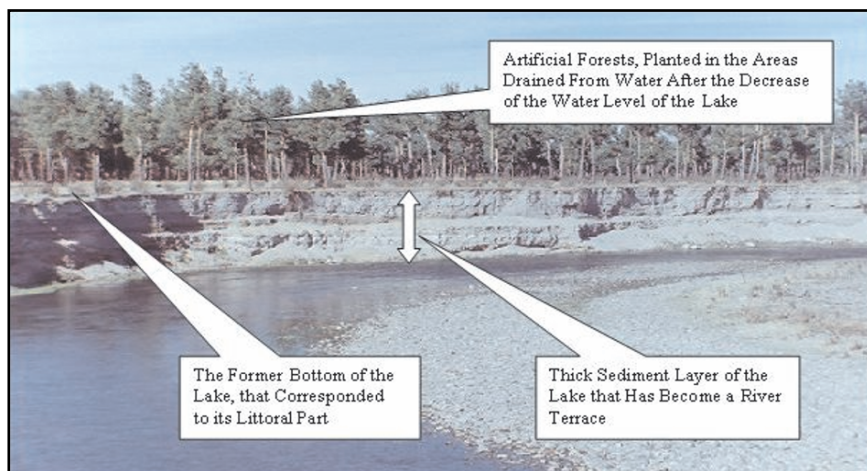 Artificial Forests, Planted in the Areas
Drained From Water After the Decrease
of the Water Level of the Lake
The Former Bottom of the
Lake, that Corresponded
to its Littoral Part
Thick Sediment Layer of the
Lake that Has Become a River
Terrace